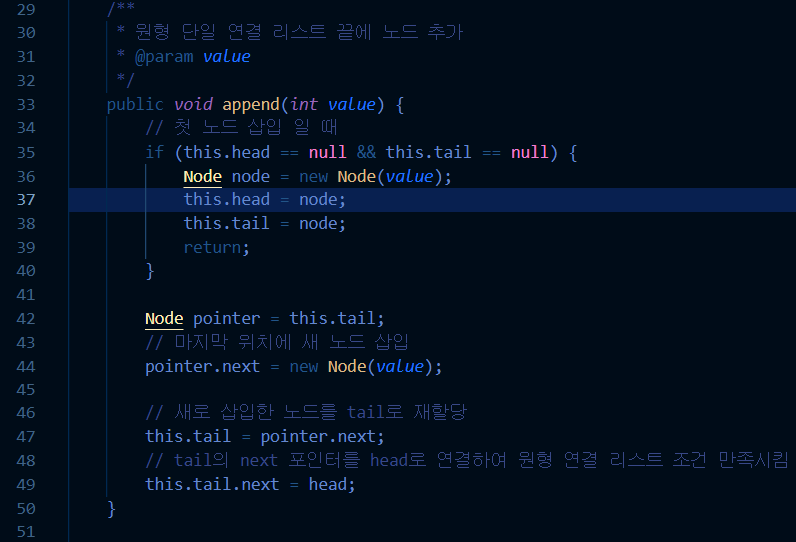 29 /**
30 * 원형 단일 연결 리스트 끝에 노드 추가
31 * @param value
32 */
33 public void append(int value) {
34 // 첫 노드 삽입 일 때
35 if (this.head == null && this.tail == null) {
36 Node node = new Node(value);
37 this.head = node;
38 this.tail = node;
39 return;
40 }
41
42 Node pointer = this.tail;
43 // 마지막 위치에 새 노드 삽입
44 pointer.next = new Node(value);
45
46 // 새로 삽입한 노드를 tail로 재할당
47 this.tail = pointer.next;
48 // tail의 next 포인터를 head로 연결하여 원형 연결 리스트 조건 만족시킴
49 this.tail.next = head;
50 }
51